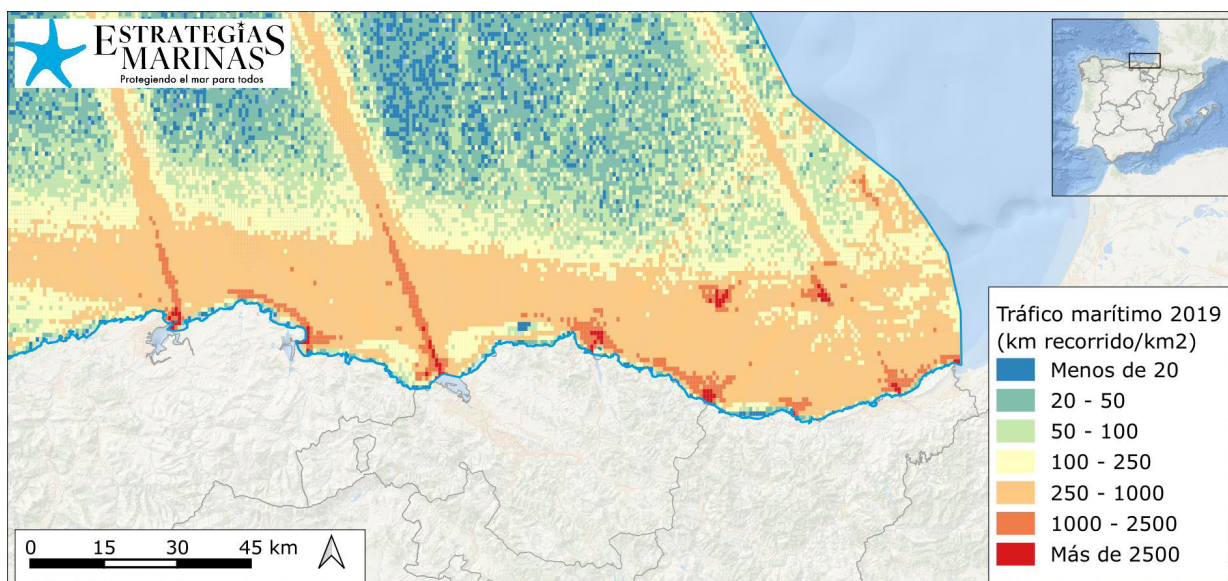 ESTRATEGIAS
MARINAS
Protegiendo el mar para todos
Tráfico marítimo 2019
(km recorrido/km2)
Menos de 20
20 - 50
50 - 100
100 - 250
250 - 1000
1000 - 2500
Más de 2500
0 15 30 45 km